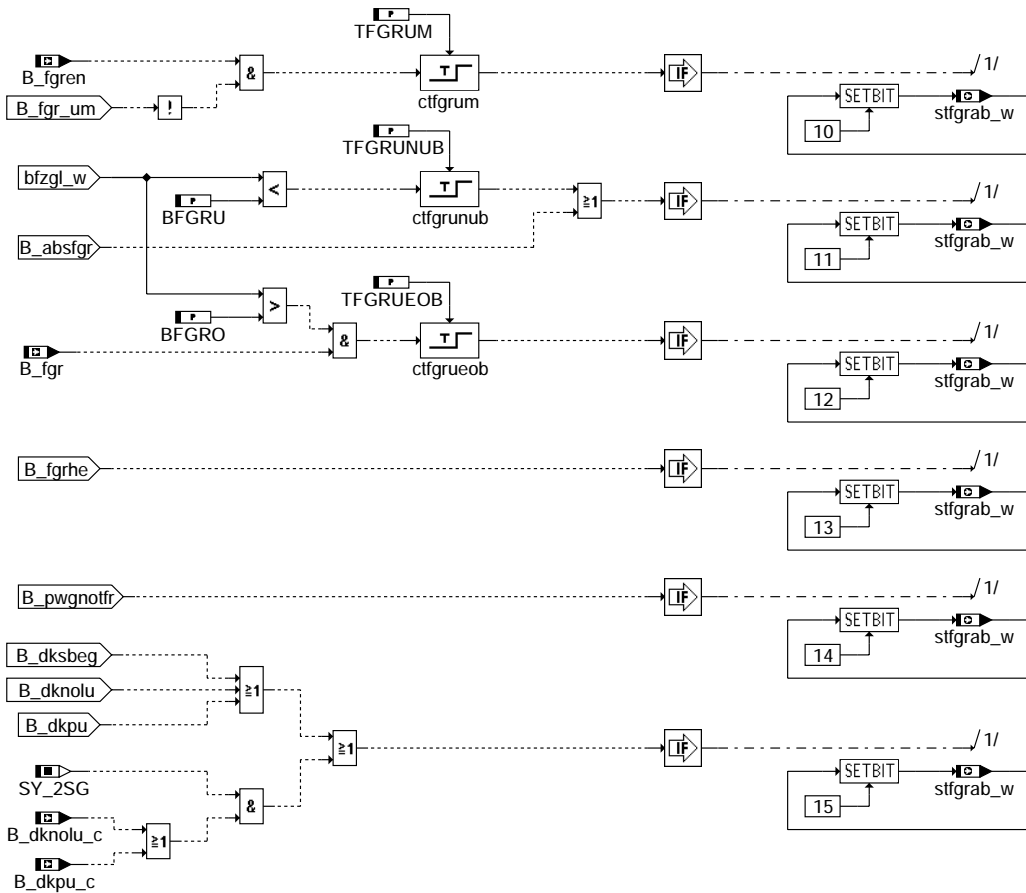 TFGRUM
P
B_fgren
&
T
IF
/1/
B_fgr_um
!
ctfgrum
SETBIT
stfgrab_w
10
TFGRUNUB
P
bfzgl_w
<
T
IF
/1/
P
BFGRU
ctfgrunub
≧1
SETBIT
stfgrab_w
B_absfgr
11
TFGRUEOB
P
>
P
BFGRO
&
T
IF
/1/
B_fgr
ctfgrueob
SETBIT
stfgrab_w
12
B_fgrhe
IF
/1/
SETBIT
stfgrab_w
13
B_pwgnotfr
IF
/1/
SETBIT
stfgrab_w
14
B_dksbeg
B_dknolu
≧1
B_dkpu
≧1
IF
/1/
SY_2SG
&
SETBIT
stfgrab_w
15
B_dknolu_c
≧1
B_dkpu_c